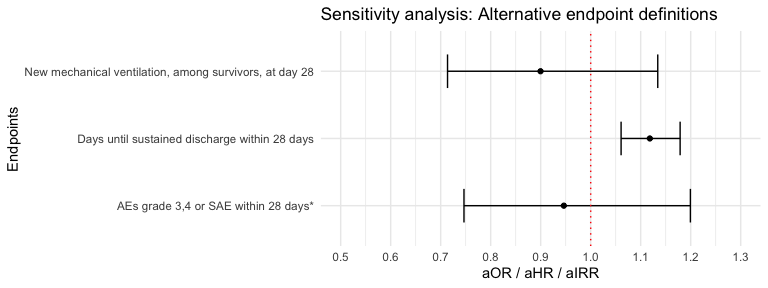 Sensitivity analysis: Alternative endpoint definitions
Endpoints
New mechanical ventilation, among survivors, at day 28
Days until sustained discharge within 28 days
AEs grade 3,4 or SAE within 28 days*
0.5 0.6 0.7 0.8 0.9 1.0 1.1 1.2 1.3
aOR / aHR / aIRR